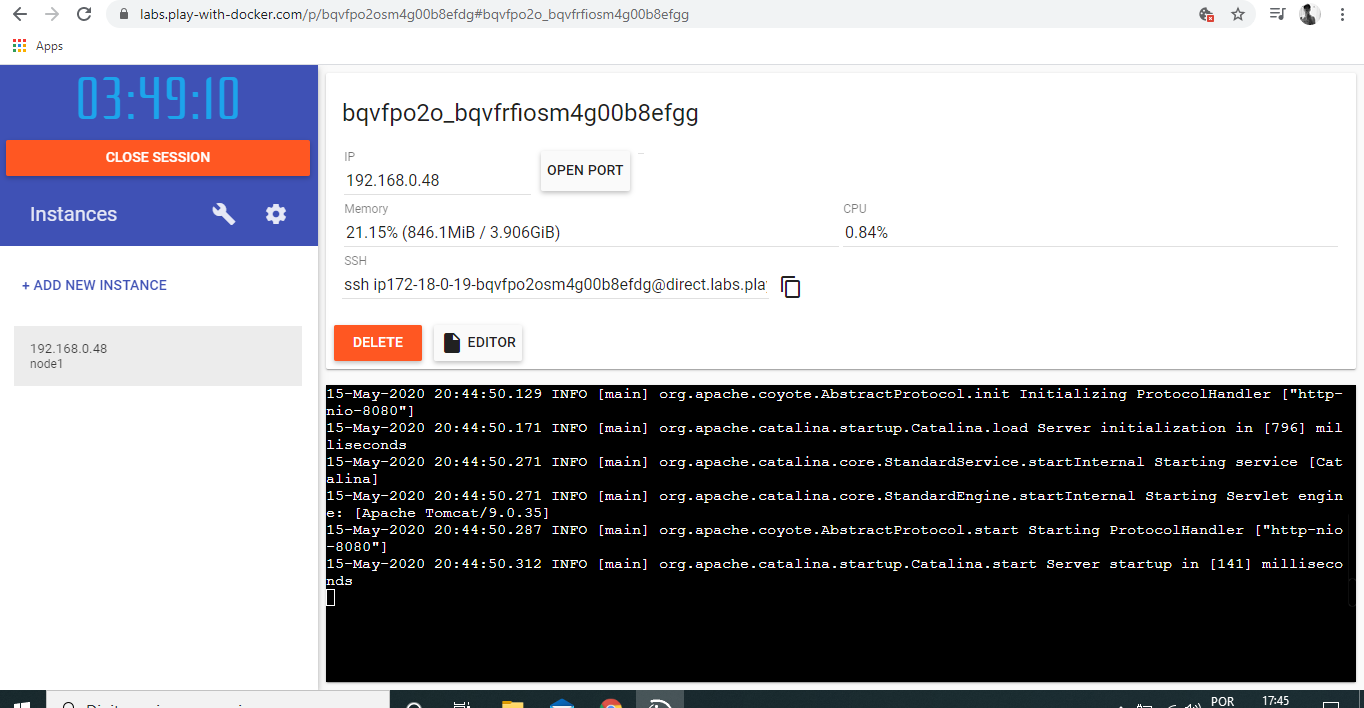 labs.play-with-docker.com/p/bqvfpo2osm4g00b8efdg#bqvfpo2o_bqvfrfiosm4g00b8efgg
Apps
03:49:10
CLOSE SESSION
Instances
+ ADD NEW INSTANCE
192.168.0.48
node1
bqvfpo2o_bqvfrfiosm4g00b8efgg
IP
192.168.0.48
OPEN PORT
Memory
21.15% (846.1MiB / 3.906GiB)
CPU
0.84%
SSH
ssh ip172-18-0-19-bqvfpo2osm4g00b8efdg@direct.labs.pla
DELETE
EDITOR
15-May-2020 20:44:50.129 INFO [main] org.apache.coyote.AbstractProtocol.init Initializing ProtocolHandler ["http-
nio-8080"]
15-May-2020 20:44:50.171 INFO [main] org.apache.catalina.startup.Catalina.load Server initialization in [796] mil
liseconds
15-May-2020 20:44:50.271 INFO [main] org.apache.catalina.core.StandardService.startInternal Starting service [Cat
alina]
15-May-2020 20:44:50.271 INFO [main] org.apache.catalina.core.StandardEngine.startInternal Starting Servlet engin
e: [Apache Tomcat/9.0.35]
15-May-2020 20:44:50.287 INFO [main] org.apache.coyote.AbstractProtocol.start Starting ProtocolHandler ["http-nio
-8080"]
15-May-2020 20:44:50.312 INFO [main] org.apache.catalina.startup.Catalina.start Server startup in [141] milliseco
nds
POR
17:45